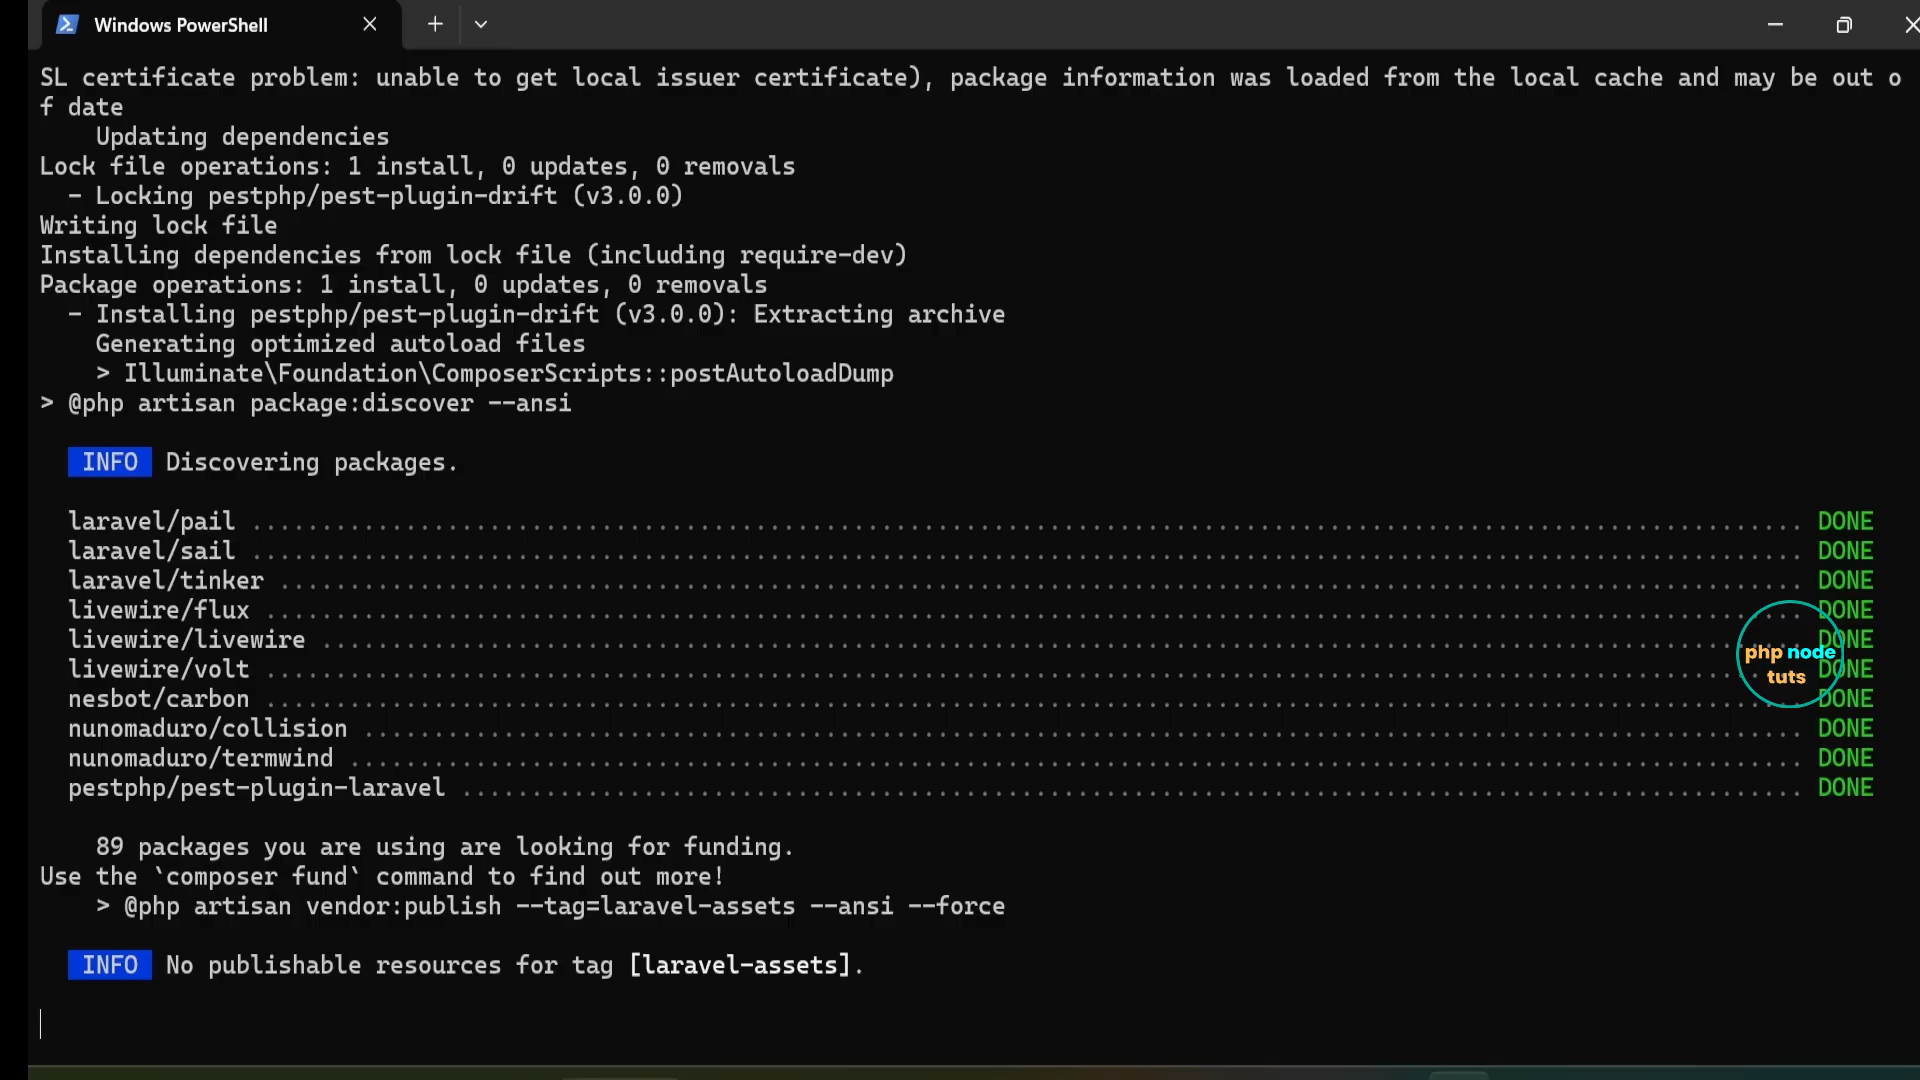 Windows PowerShell
SL certificate problem: unable to get local issuer certificate), package information was loaded from the local cache and may be out o
f date
Updating dependencies
Lock file operations: 1 install, 0 updates, 0 removals
- Locking pestphp/pest-plugin-drift (v3.0.0)
Writing lock file
Installing dependencies from lock file (including require-dev)
Package operations: 1 install, 0 updates, 0 removals
- Installing pestphp/pest-plugin-drift (v3.0.0): Extracting archive
Generating optimized autoload files
> Illuminate\Foundation\ComposerScripts::postAutoloadDump
> @php artisan package:discover --ansi
INFO Discovering packages.
laravel/pail ........................................ DONE
laravel/sail ........................................ DONE
laravel/tinker ........................................ DONE
livewire/flux ........................................ DONE
livewire/livewire ........................................ DONE
livewire/volt ........................................ DONE
nesbot/carbon ........................................ DONE
nunomaduro/collision ........................................ DONE
nunomaduro/termwind ........................................ DONE
pestphp/pest-plugin-laravel ........................................ DONE
php node
tuts
89 packages you are using are looking for funding.
Use the `composer fund` command to find out more!
> @php artisan vendor:publish --tag=laravel-assets --ansi --force
INFO No publishable resources for tag [laravel-assets].